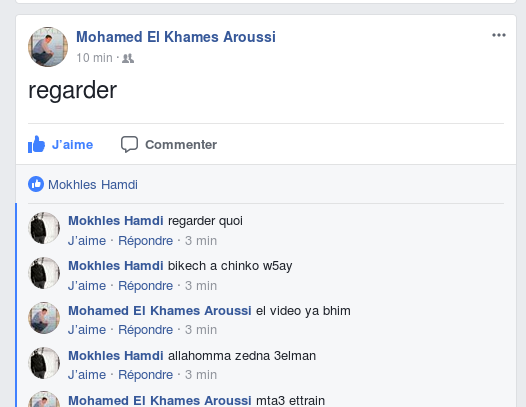 Mohamed El Khames Aroussi
10 min ·
regarder
J'aime Commenter
Mokhles Hamdi
Mokhles Hamdi regarder quoi
J'aime · Répondre · 3 min
Mokhles Hamdi bikech a chinko w5ay
J'aime · Répondre · 3 min
Mohamed El Khames Aroussi el video ya bhim
J'aime · Répondre · 3 min
Mokhles Hamdi allahomma zedna 3elman
J'aime · Répondre · 3 min
Mohamed El Khames Aroussi mta3 ettrain